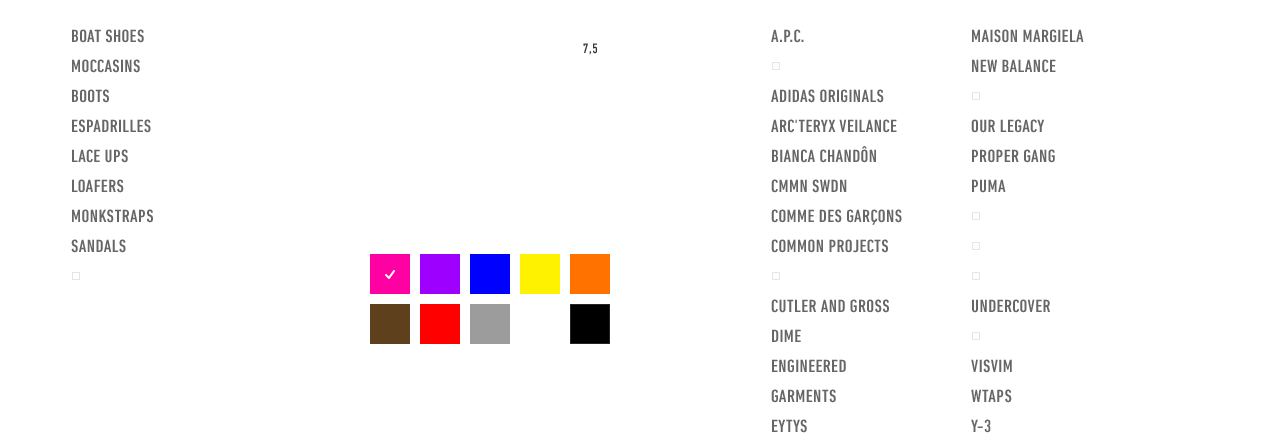 BOAT SHOES
MOCCASINS
BOOTS
ESPADRILLES
LACE UPS
LOAFERS
MONKSTRAPS
SANDALS
7,5
A.P.C.
ADIDAS ORIGINALS
ARC'TERYX VEILANCE
BIANCA CHANDÔN
CMMN SWDN
COMME DES GARÇONS
COMMON PROJECTS
CUTLER AND GROSS
DIME
ENGINEERED
GARMENTS
EYTYS
MAISON MARGIELA
NEW BALANCE
OUR LEGACY
PROPER GANG
PUMA
UNDERCOVER
VISVIM
WTAPS
Y-3